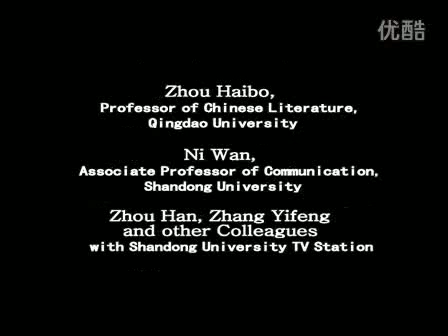 优酷
Zhou Haibo,
Professor of Chinese Literature,
Qingdao University
Ni Wan,
Associate Professor of Communication,
Shandong University
Zhou Han, Zhang Yifeng
and other Colleagues
with Shandong University TV Station